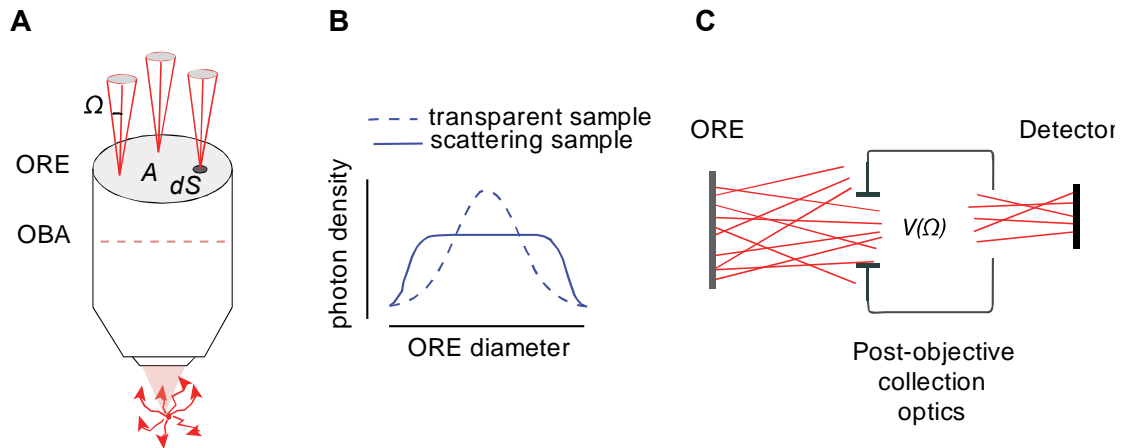 A
Ω
ORE
A
dS
OBA
B
transparent sample
scattering sample
photon density
ORE diameter
C
ORE
Detector
V(Ω)
Post-objective
collection
optics